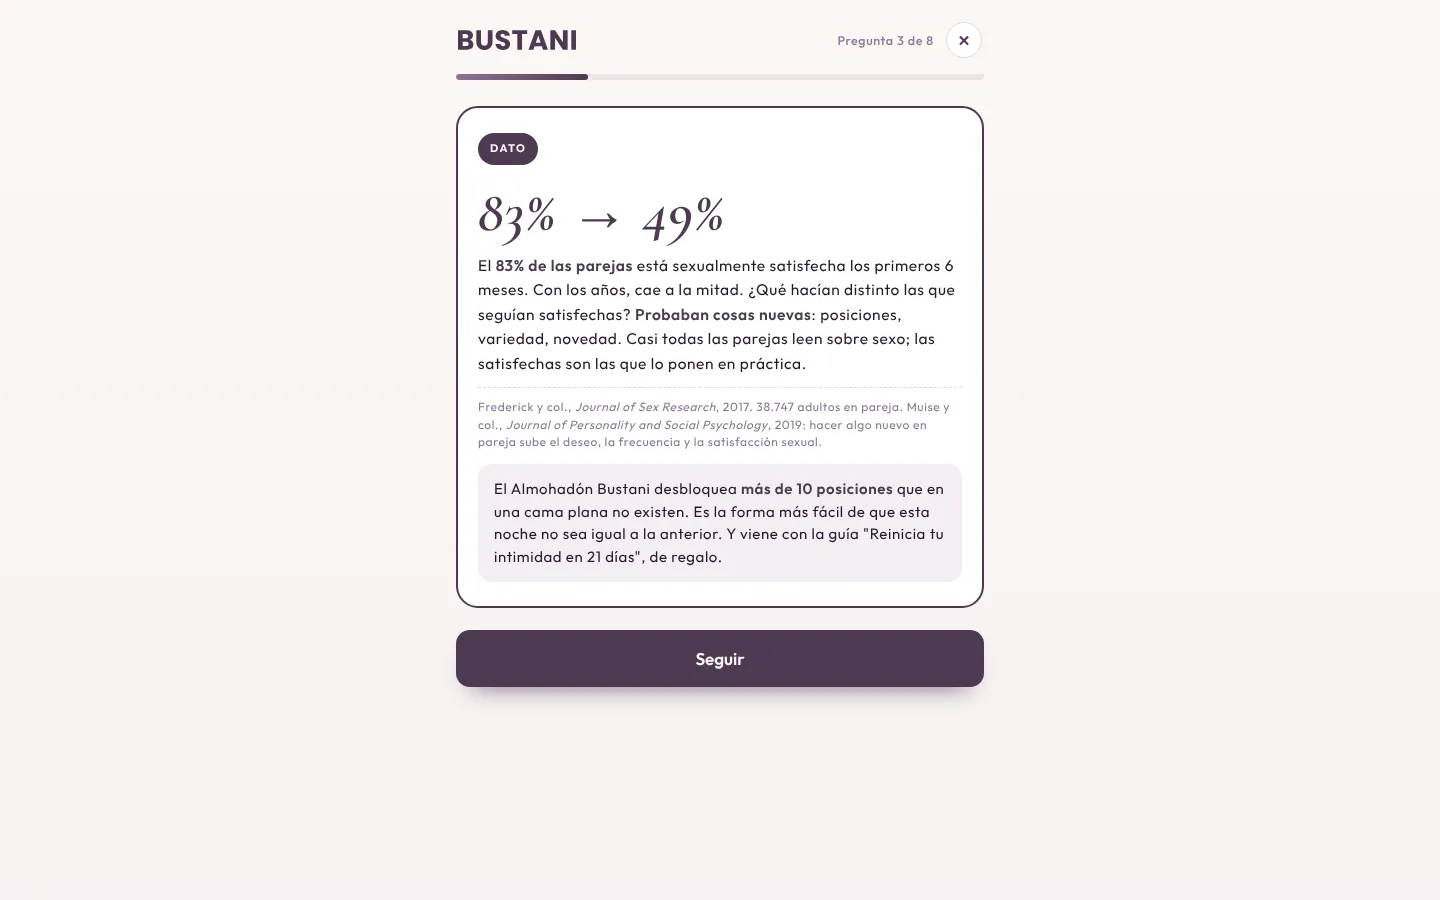 BUSTANI
Pregunta 3 de 8
✕
DATO
83% → 49%
El 83% de las parejas está sexualmente satisfecha los primeros 6
meses. Con los años, cae a la mitad. ¿Qué hacían distinto las que
seguían satisfechas? Probaban cosas nuevas: posiciones,
variedad, novedad. Casi todas las parejas leen sobre sexo; las
satisfechas son las que lo ponen en práctica.
Frederick y col., Journal of Sex Research, 2017. 38.747 adultos en pareja. Muise y
col., Journal of Personality and Social Psychology, 2019: hacer algo nuevo en
pareja sube el deseo, la frecuencia y la satisfacción sexual.
El Almohadón Bustani desbloquea más de 10 posiciones que en
una cama plana no existen. Es la forma más fácil de que esta
noche no sea igual a la anterior. Y viene con la guía "Reinicia tu
intimidad en 21 días", de regalo.
Seguir